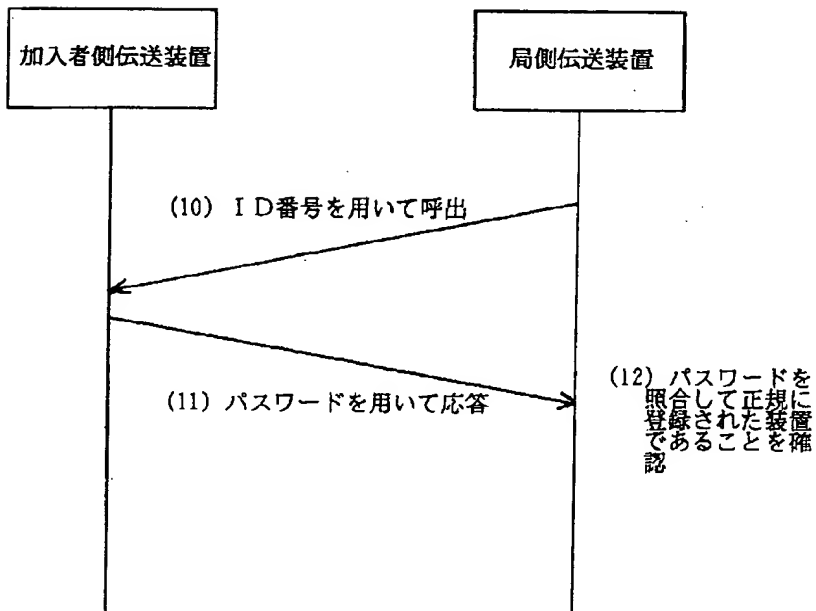 加入者側伝送装置
局側伝送装置
(10) ID番号を用いて呼出
(11) パスワードを用いて応答
(12) パスワードを
照合して正規に
登録された装置
であることを確
認